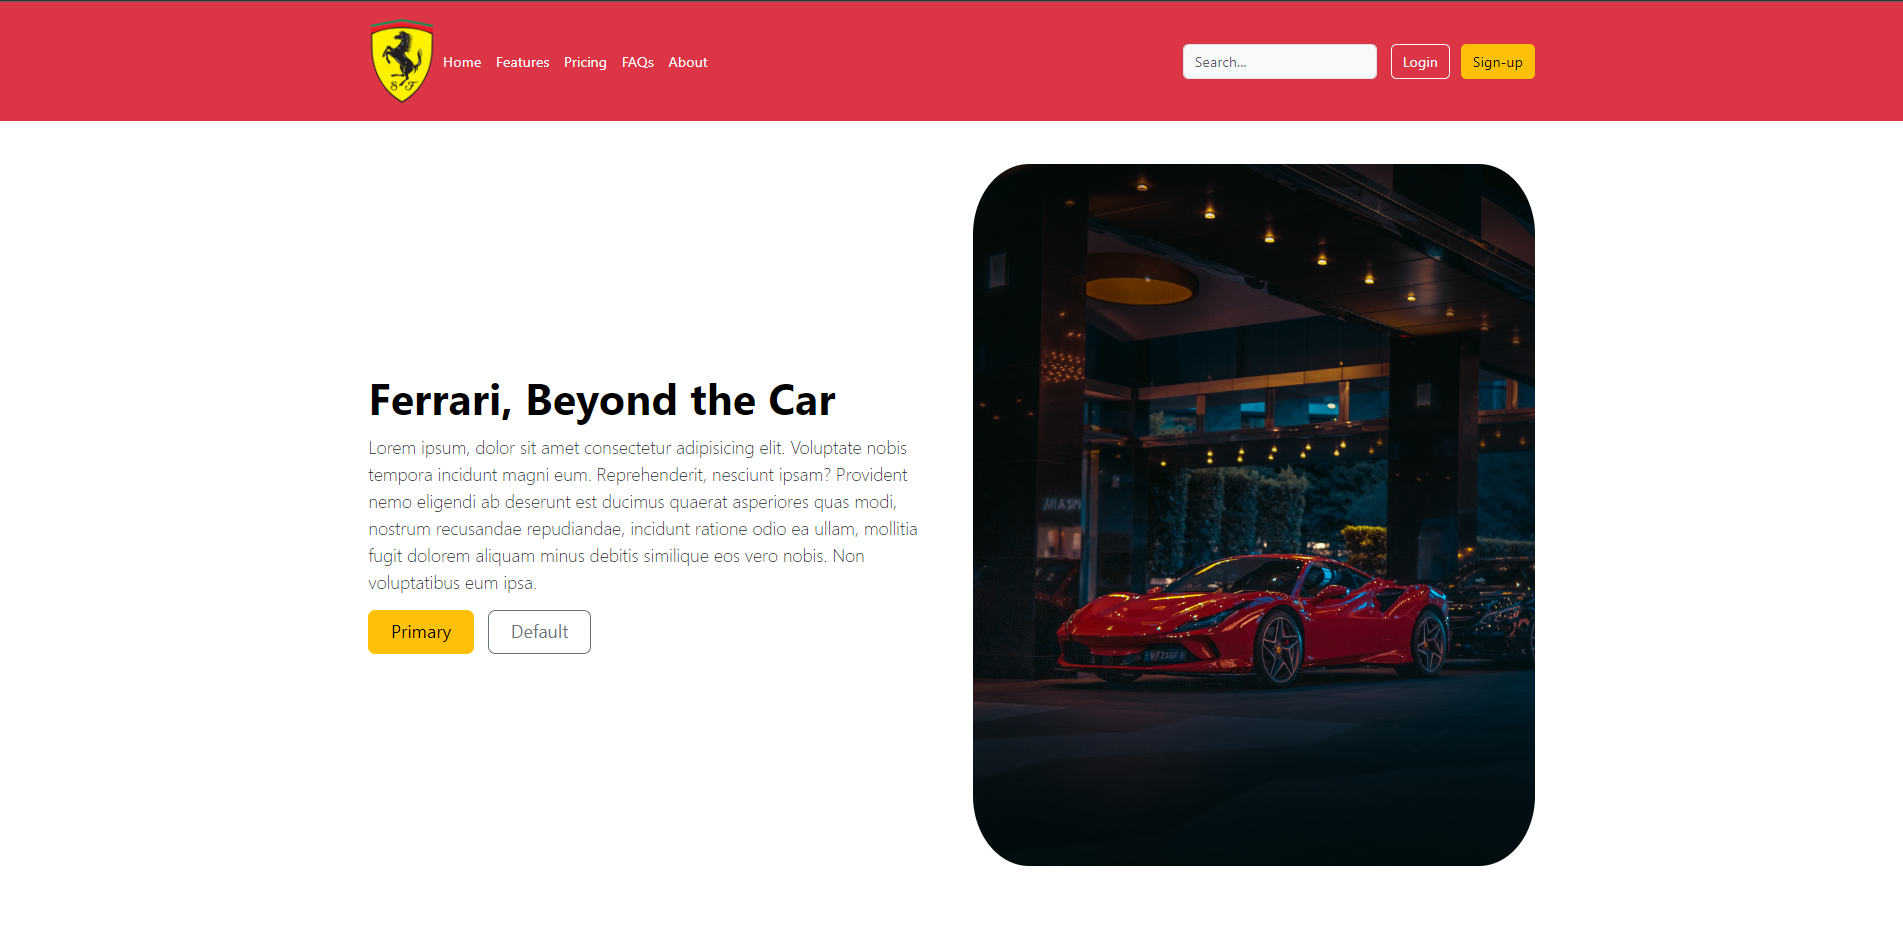 S F
Home Features Pricing FAQs About
Search... Login Sign-up
Ferrari, Beyond the Car
Lorem ipsum, dolor sit amet consectetur adipisicing elit. Voluptate nobis
tempora incidunt magni eum. Reprehenderit, nesciunt ipsam? Provident
nemo eligendi ab deserunt est ducimus quaerat asperiores quas modi,
nostrum recusandae repudiandae, incidunt ratione odio ea ullam, mollitia
fugit dolorem aliquam minus debitis similique eos vero nobis. Non
voluptatibus eum ipsa.
Primary Default